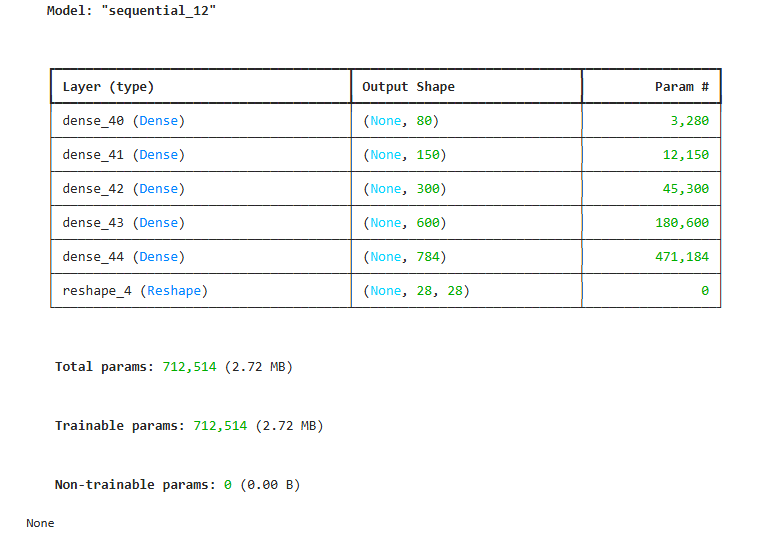 Model: "sequential_12"
Layer (type) Output Shape Param #
dense_40 (Dense) (None, 80) 3,280
dense_41 (Dense) (None, 150) 12,150
dense_42 (Dense) (None, 300) 45,300
dense_43 (Dense) (None, 600) 180,600
dense_44 (Dense) (None, 784) 471,184
reshape_4 (Reshape) (None, 28, 28) 0
Total params: 712,514 (2.72 MB)
Trainable params: 712,514 (2.72 MB)
Non-trainable params: 0 (0.00 B)
None